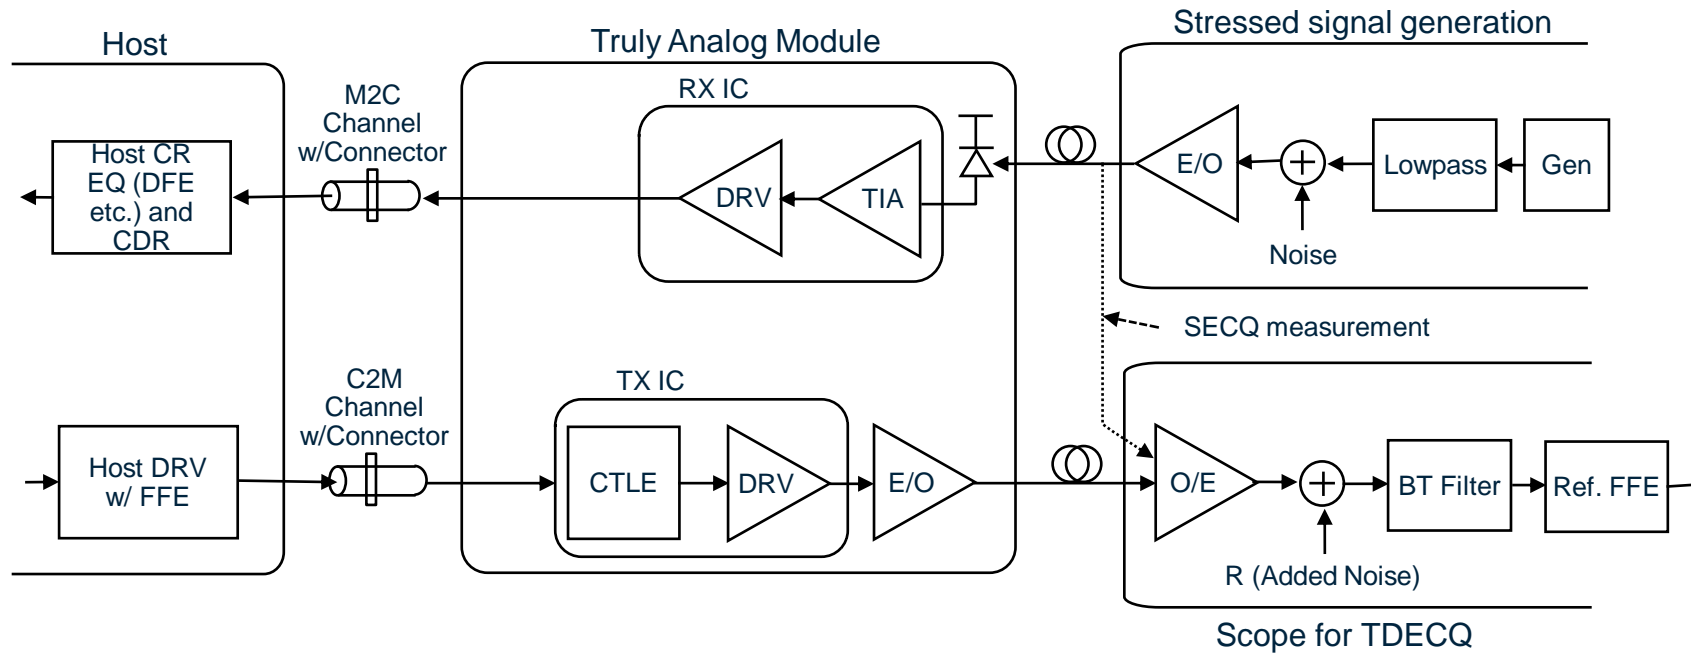 Stressed signal generation
Host
Truly Analog Module
RX IC
M2C
Channel
w/Connector
Host CR
EQ (DFE
etc.) and
CDR
DRV
TIA
E/O
Lowpass
Gen
Noise
SECQ measurement
C2M
Channel
w/Connector
TX IC
Host DRV
w/ FFE
CTLE
DRV
E/O
O/E
BT Filter
Ref. FFE
R (Added Noise)
Scope for TDECQ